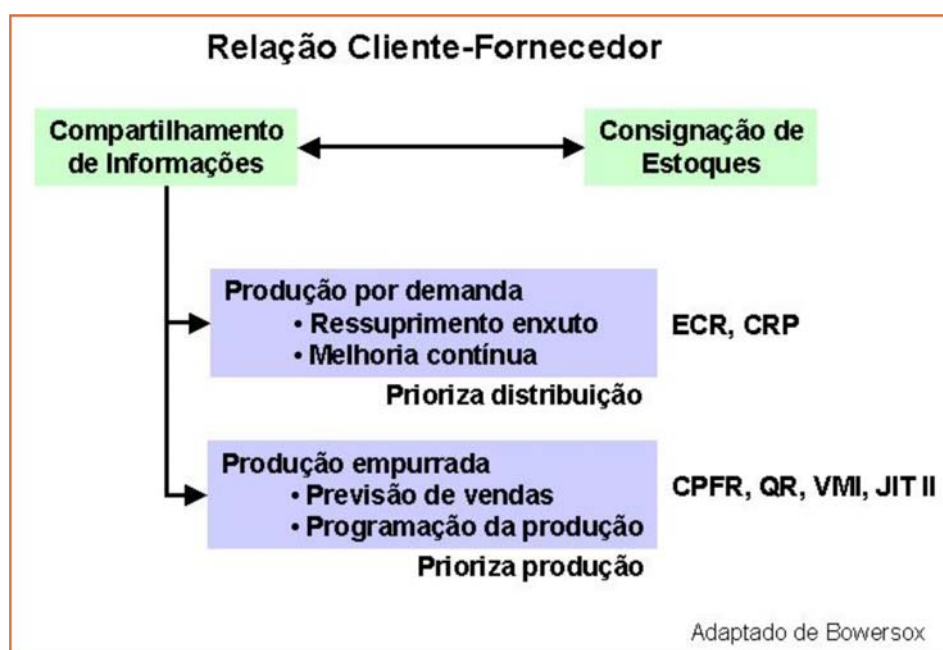 Relação Cliente-Fornecedor
Compartilhamento
de Informações
Consignação de
Estoques
Produção por demanda
• Ressuprimento enxuto
• Melhoria contínua
ECR, CRP
Prioriza distribuição
Produção empurrada
• Previsão de vendas
• Programação da produção
CPFR, QR, VMI, JIT II
Prioriza produção
Adaptado de Bowersox